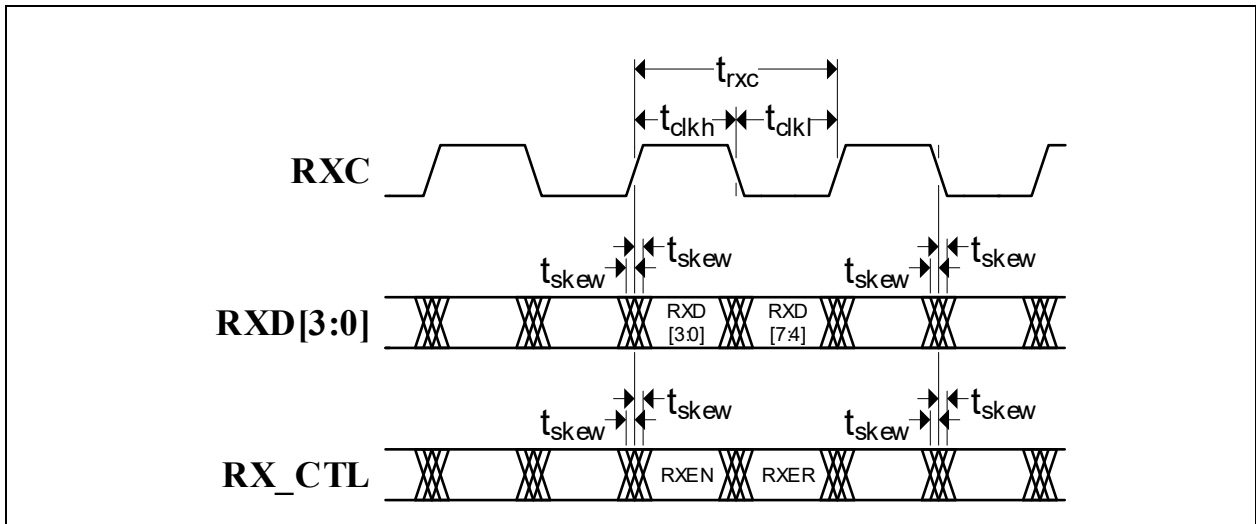 trxc
tclkh tclkl
RXC
tskew tskew tskew tskew
RXD[3:0] RXD [3:0] RXD [7:4]
tskew tskew tskew tskew
RX_CTL RXEN RXER